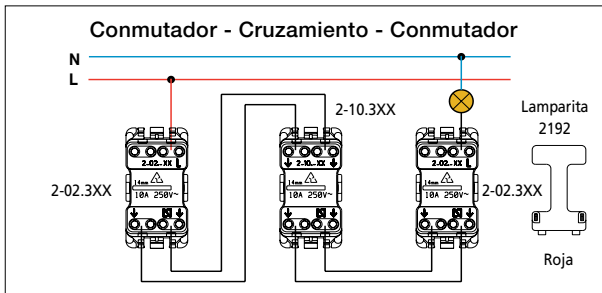 Conmutador - Cruzamiento - Conmutador
N
L
2-10.3XX
Lamparita
2192
2-02..XX L
2-10...XX
2-02..XX L
2-02.3XX
14mm
10A 250V~
14mm
10A 250V~
14mm
10A 250V~
2-02.3XX
Roja